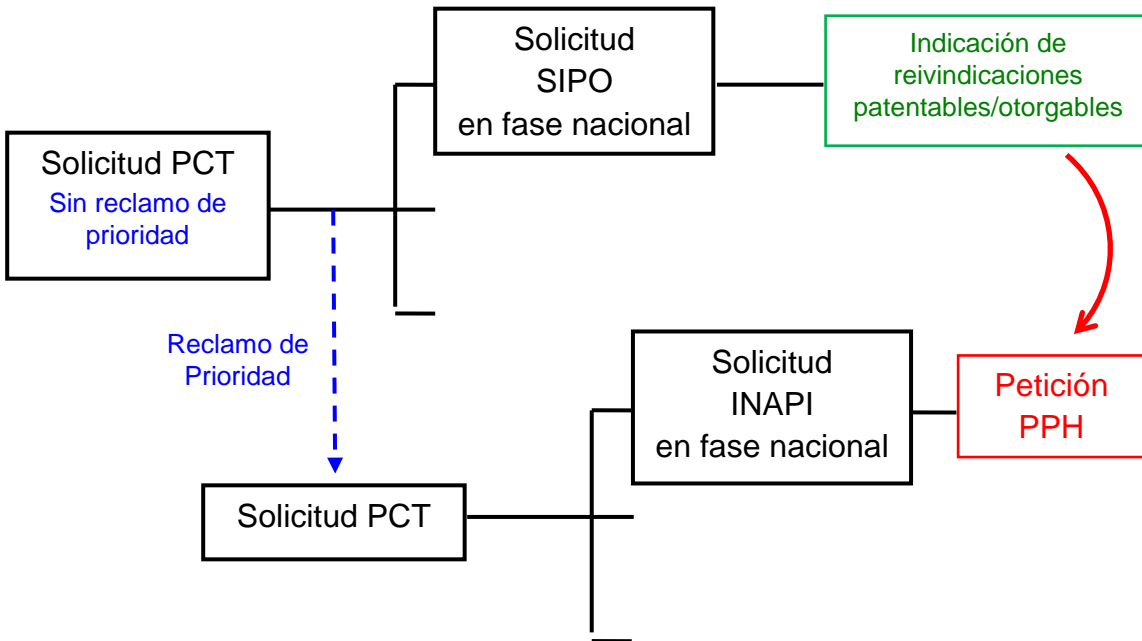 Solicitud
SIPO
en fase nacional
Indicación de
reivindicaciones
patentables/otorgables
Solicitud PCT
Sin reclamo de
prioridad
Reclamo de
Prioridad
Solicitud
INAPI
en fase nacional
Petición
PPH
Solicitud PCT